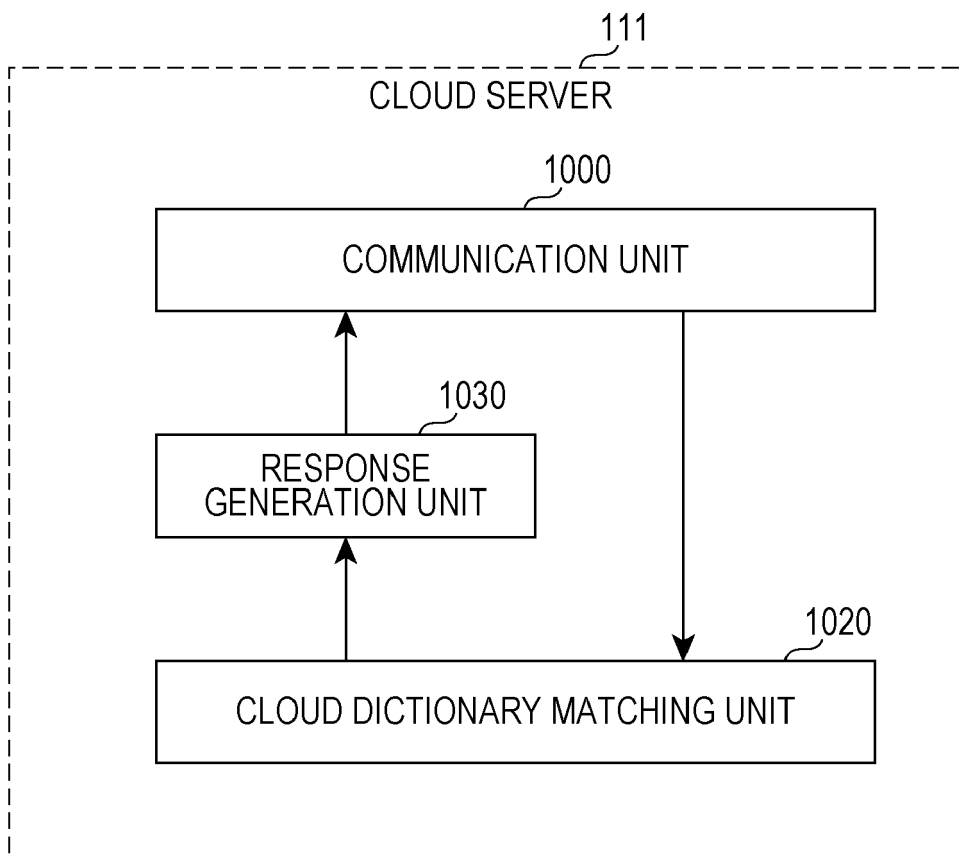 111
CLOUD SERVER
1000
COMMUNICATION UNIT
1030
RESPONSE
GENERATION UNIT
1020
CLOUD DICTIONARY MATCHING UNIT